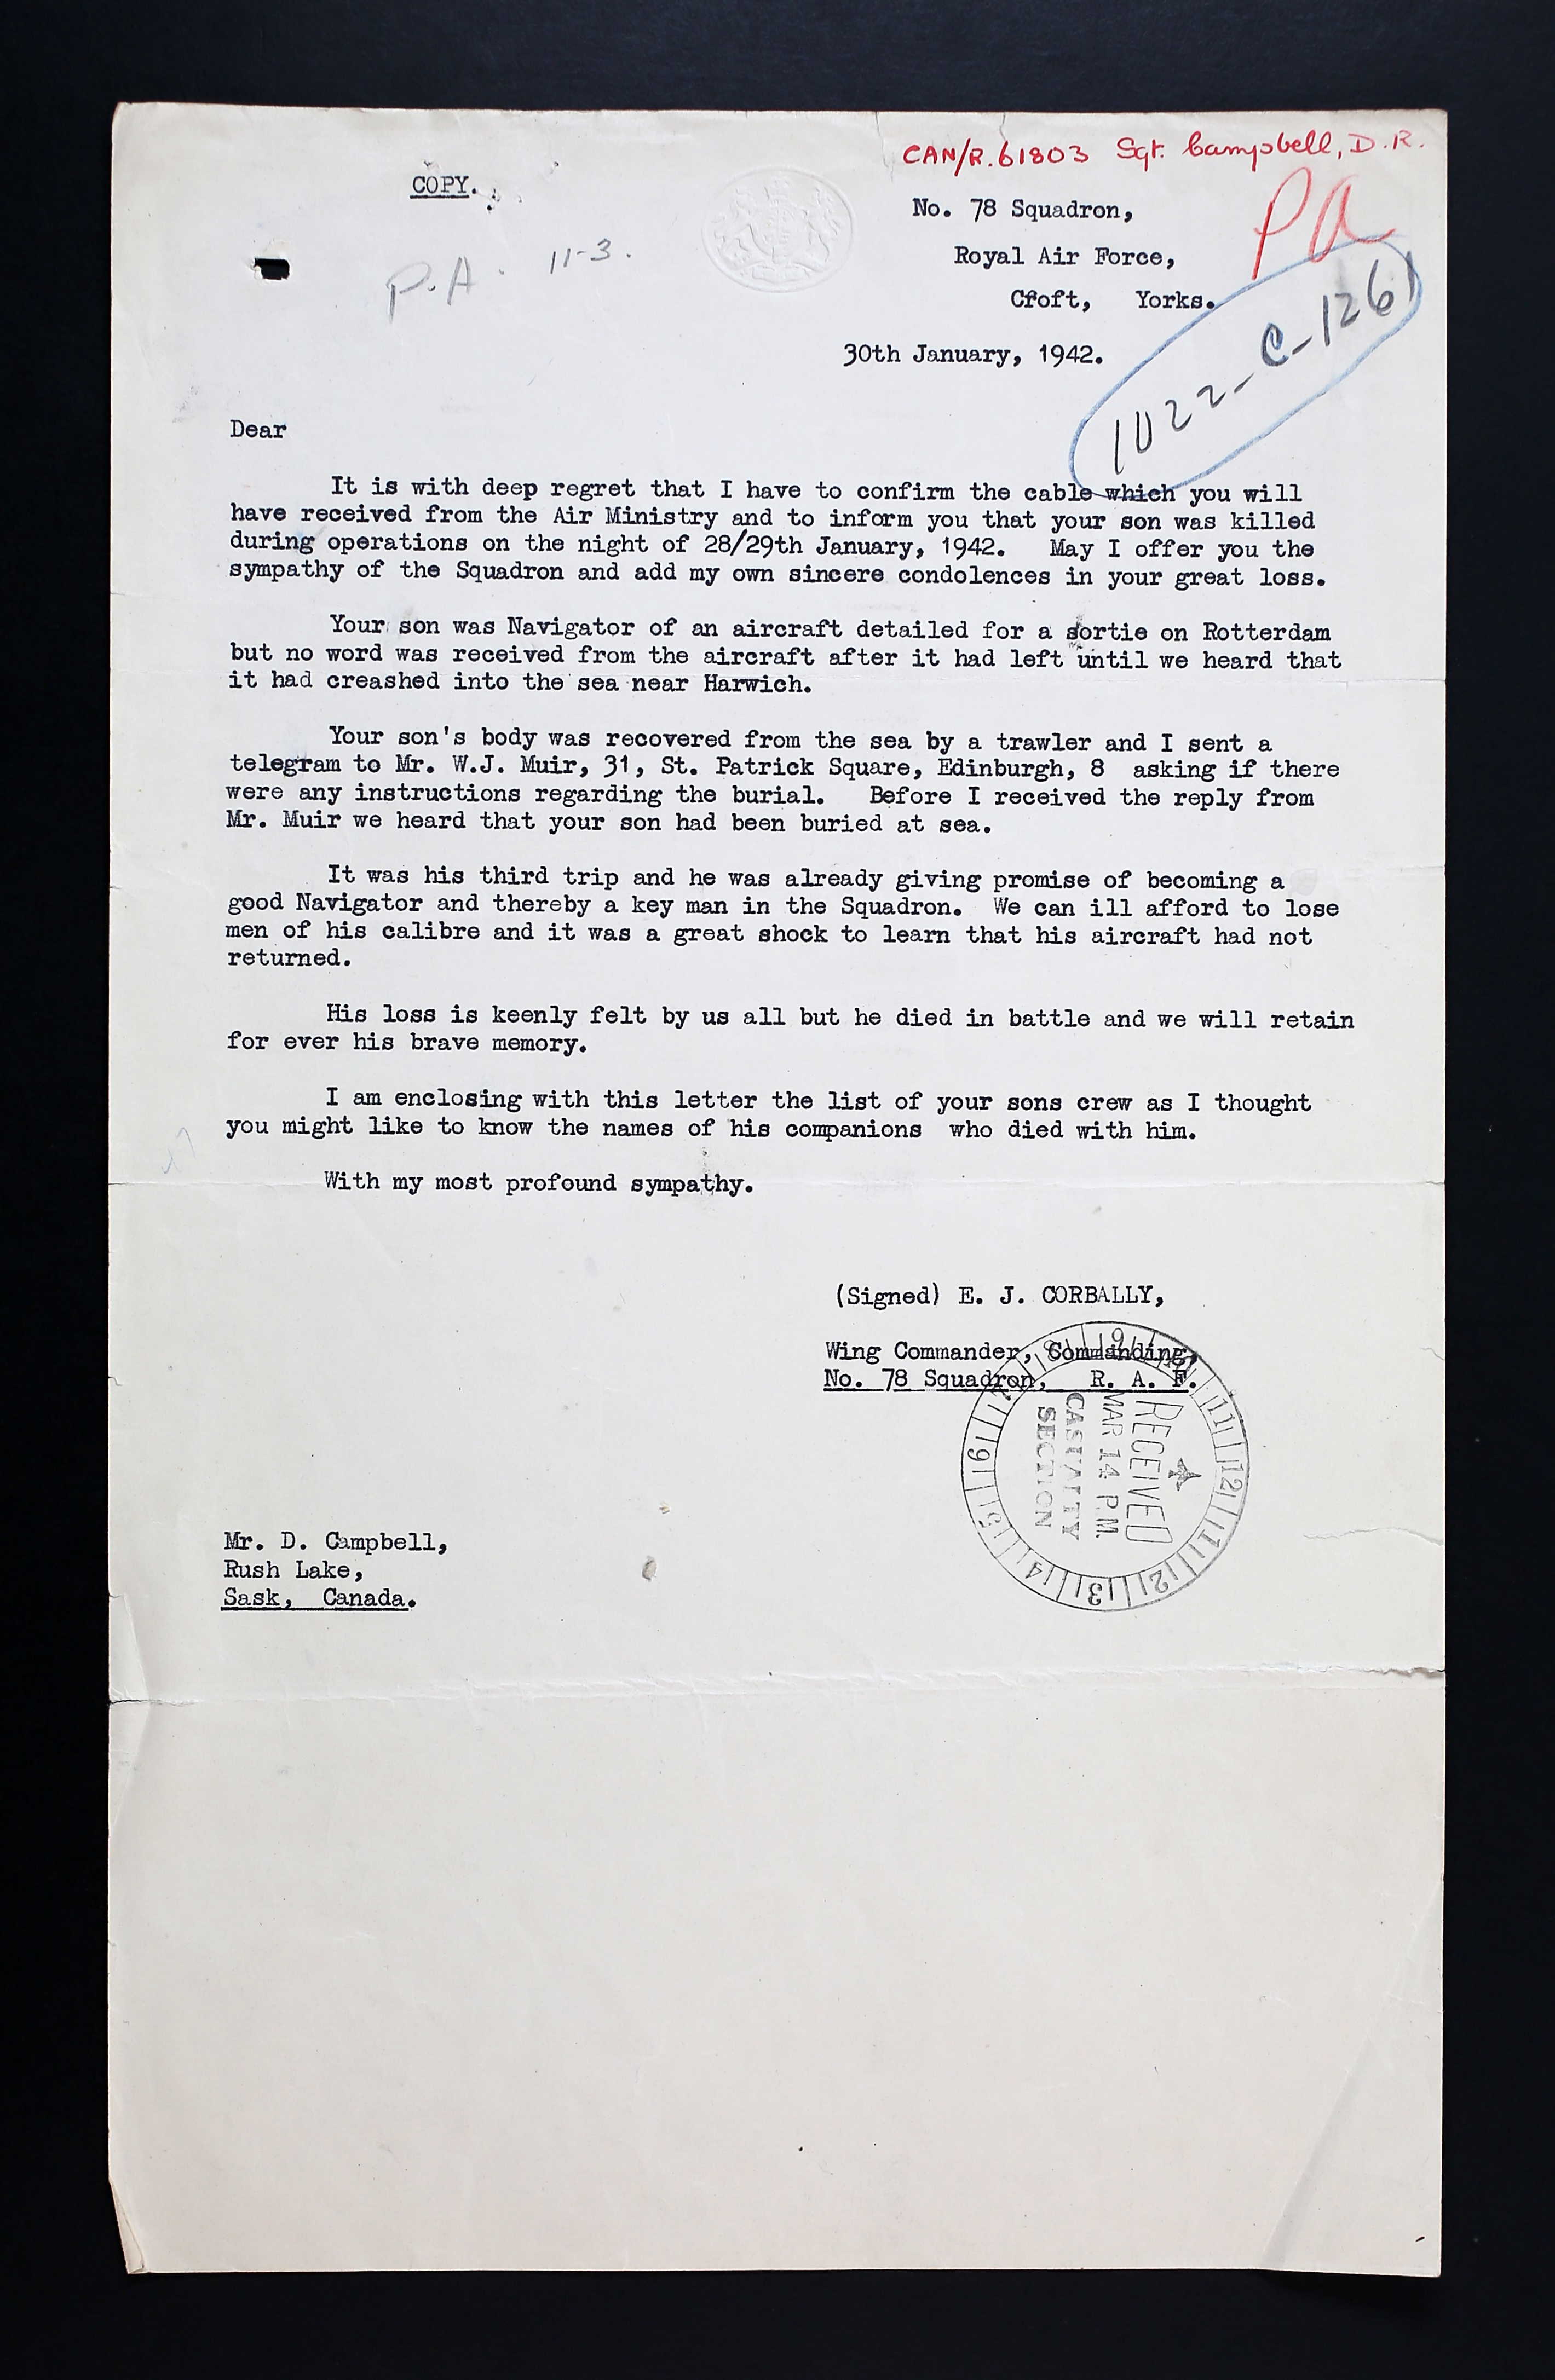 CAN/R.61803 Sgt. Campbell, D.R.
COPY.
PA
No. 78 Squadron,
P.A. 11-3.
Royal Air Force,
Croft, Yorks.
1022-C-1261
30th January, 1942.
Dear
It is with deep regret that I have to confirm the cable which you will
have received from the Air Ministry and to inform you that your son was killed
during operations on the night of 28/29th January, 1942. May I offer you the
sympathy of the Squadron and add my own sincere condolences in your great loss.
Your son was Navigator of an aircraft detailed for a sortie on Rotterdam
but no word was received from the aircraft after it had left until we heard that
it had creashed into the sea near Harwich.
Your son's body was recovered from the sea by a trawler and I sent a
telegram to Mr. W.J. Muir, 31, St. Patrick Square, Edinburgh, 8 asking if there
were any instructions regarding the burial. Before I received the reply from
Mr. Muir we heard that your son had been buried at sea.
It was his third trip and he was already giving promise of becoming a
good Navigator and thereby a key man in the Squadron. We can ill afford to lose
men of his calibre and it was a great shock to learn that his aircraft had not
returned.
His loss is keenly felt by us all but he died in battle and we will retain
for ever his brave memory.
I am enclosing with this letter the list of your sons crew as I thought
you might like to know the names of his companions who died with him.
With my most profound sympathy.
(Signed) E. J. CORBALLY,
Wing Commander, Commanding,
No. 78 Squadron, R. A. F.
RECEIVED
MAR 14 P.M.
CASUALTY
SECTION
11 12 1 2 3 4 5 6 7 8 9 10
Mr. D. Campbell,
Rush Lake,
Sask, Canada.